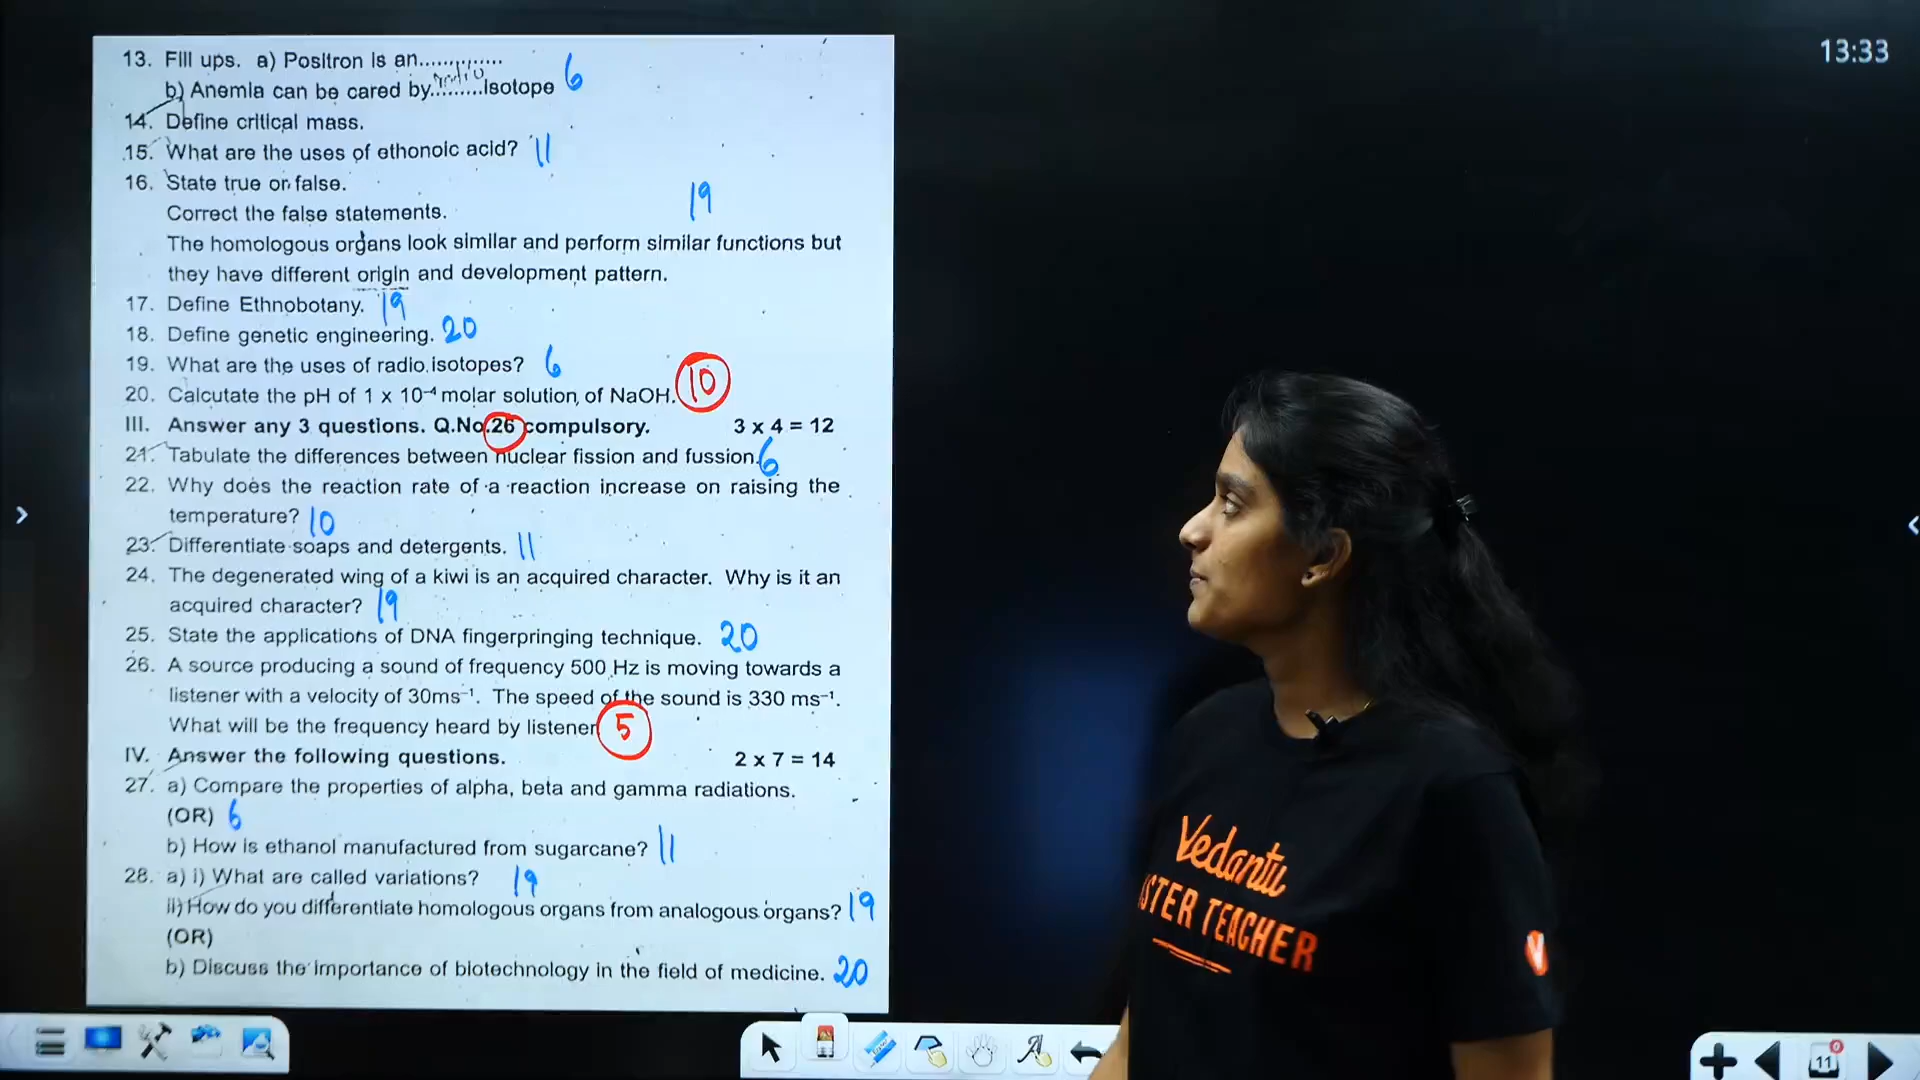 13:33
13. Fill ups. a) Positron is an..............
radio
b) Anemia can be cared by.........isotope 6
14. Define critical mass.
15. What are the uses of ethonoic acid? 11
16. State true or false.
19
Correct the false statements.
The homologous organs look similar and perform similar functions but
they have different origin and development pattern.
17. Define Ethnobotany. 19
18. Define genetic engineering. 20
19. What are the uses of radio isotopes? 6
20. Calcutate the pH of 1 x 10⁻⁴ molar solution of NaOH. 10
III. Answer any 3 questions. Q.No.26 compulsory. 3 x 4 = 12
21. Tabulate the differences between nuclear fission and fussion. 6
22. Why does the reaction rate of a reaction increase on raising the
temperature? 10
23. Differentiate soaps and detergents. 11
24. The degenerated wing of a kiwi is an acquired character. Why is it an
acquired character? 19
25. State the applications of DNA fingerpringing technique. 20
26. A source producing a sound of frequency 500 Hz is moving towards a
listener with a velocity of 30ms⁻¹. The speed of the sound is 330 ms⁻¹.
What will be the frequency heard by listener 5
IV. Answer the following questions. 2 x 7 = 14
27. a) Compare the properties of alpha, beta and gamma radiations.
(OR) 6
b) How is ethanol manufactured from sugarcane? 11
28. a) i) What are called variations? 19
ii) How do you differentiate homologous organs from analogous organs? 19
(OR)
b) Discuss the importance of biotechnology in the field of medicine. 20
Vedantu
STER TEACHER
V
11
0